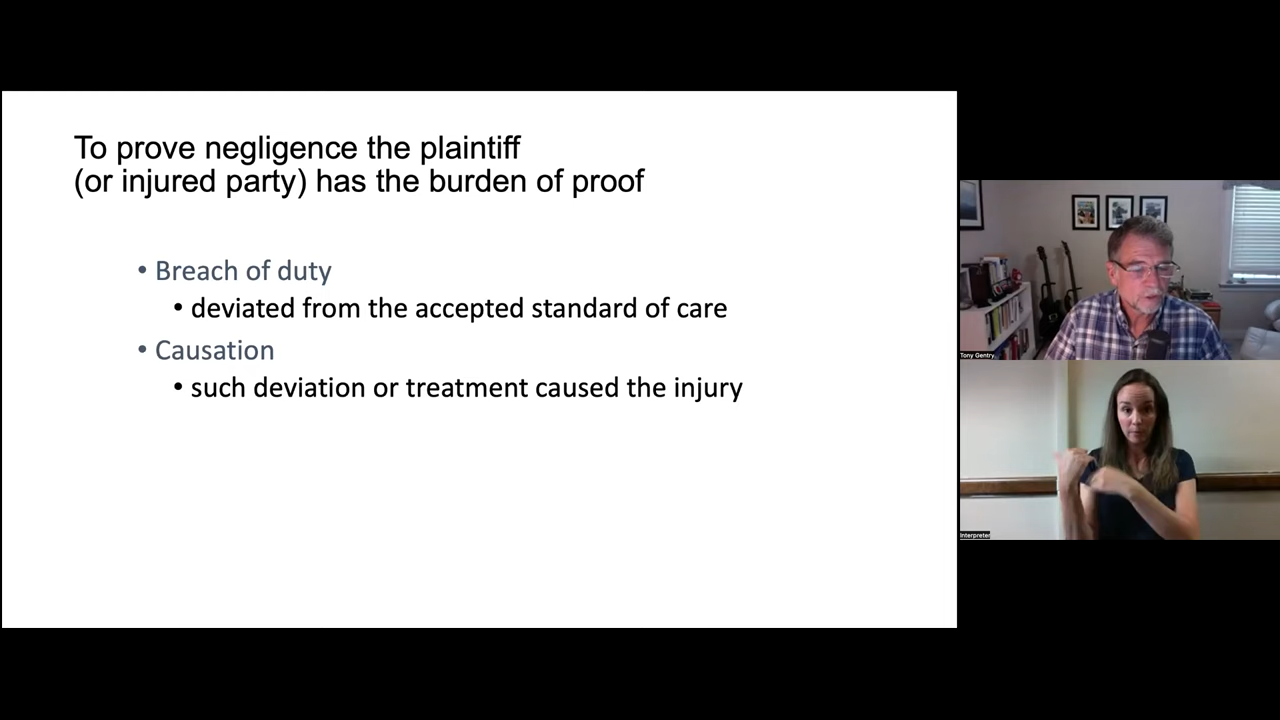 To prove negligence the plaintiff
(or injured party) has the burden of proof
• Breach of duty
• deviated from the accepted standard of care
• Causation
• such deviation or treatment caused the injury
Tony Gentry
Interpreter